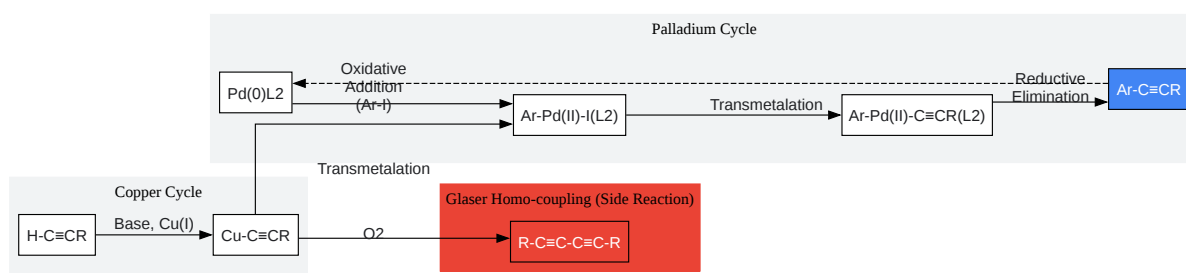 Palladium Cycle
Oxidative
Addition
(Ar-I)
Pd(0)L2
Ar-Pd(II)-I(L2)
Transmetalation
Ar-Pd(II)-C≡CR(L2)
Reductive
Elimination
Ar-C≡CR
Transmetalation
Copper Cycle
H-C≡CR
Base, Cu(I)
Cu-C≡CR
O2
Glaser Homo-coupling (Side Reaction)
R-C≡C-C≡C-R